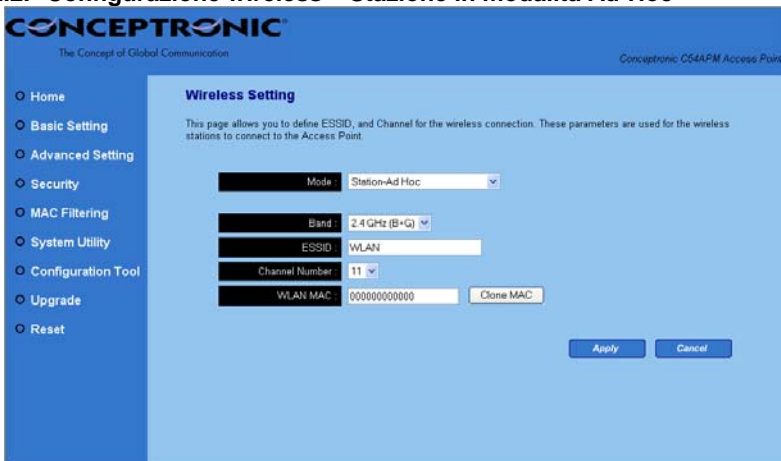 CONCEPTRONIC
The Concept of Global Communication
Conceptronic C54APM Access Point
Home
Basic Setting
Advanced Setting
Security
MAC Filtering
System Utility
Configuration Tool
Upgrade
Reset
Wireless Setting
This page allows you to define ESSID, and Channel for the wireless connection. These parameters are used for the wireless
stations to connect to the Access Point.
Mode : Station-Ad Hoc
Band : 2.4 GHz (B+G)
ESSID : WLAN
Channel Number : 11
WLAN MAC : 000000000000 Clone MAC
Apply Cancel